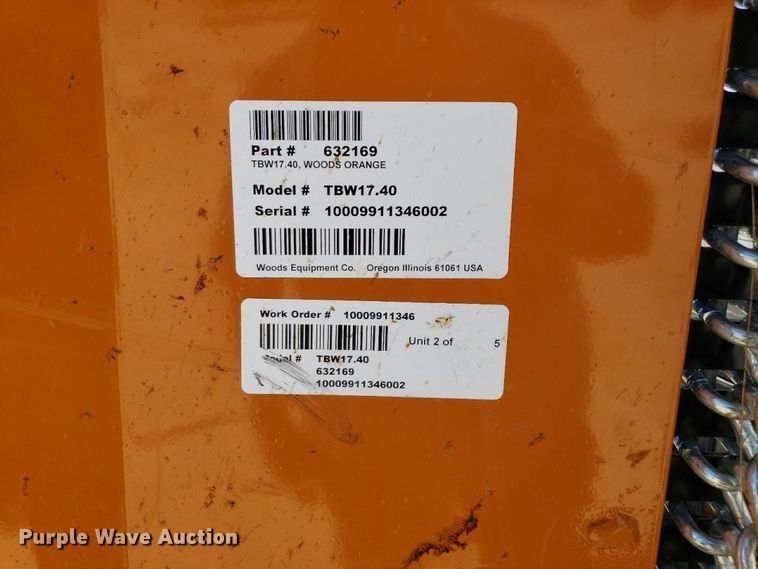 Part # 632169
TBW17.40, WOODS ORANGE
Model # TBW17.40
Serial # 10009911346002
Woods Equipment Co. Oregon Illinois 61061 USA
Work Order # 10009911346
Unit 2 of 5
Model # TBW17.40
632169
10009911346002
Purple Wave Auction